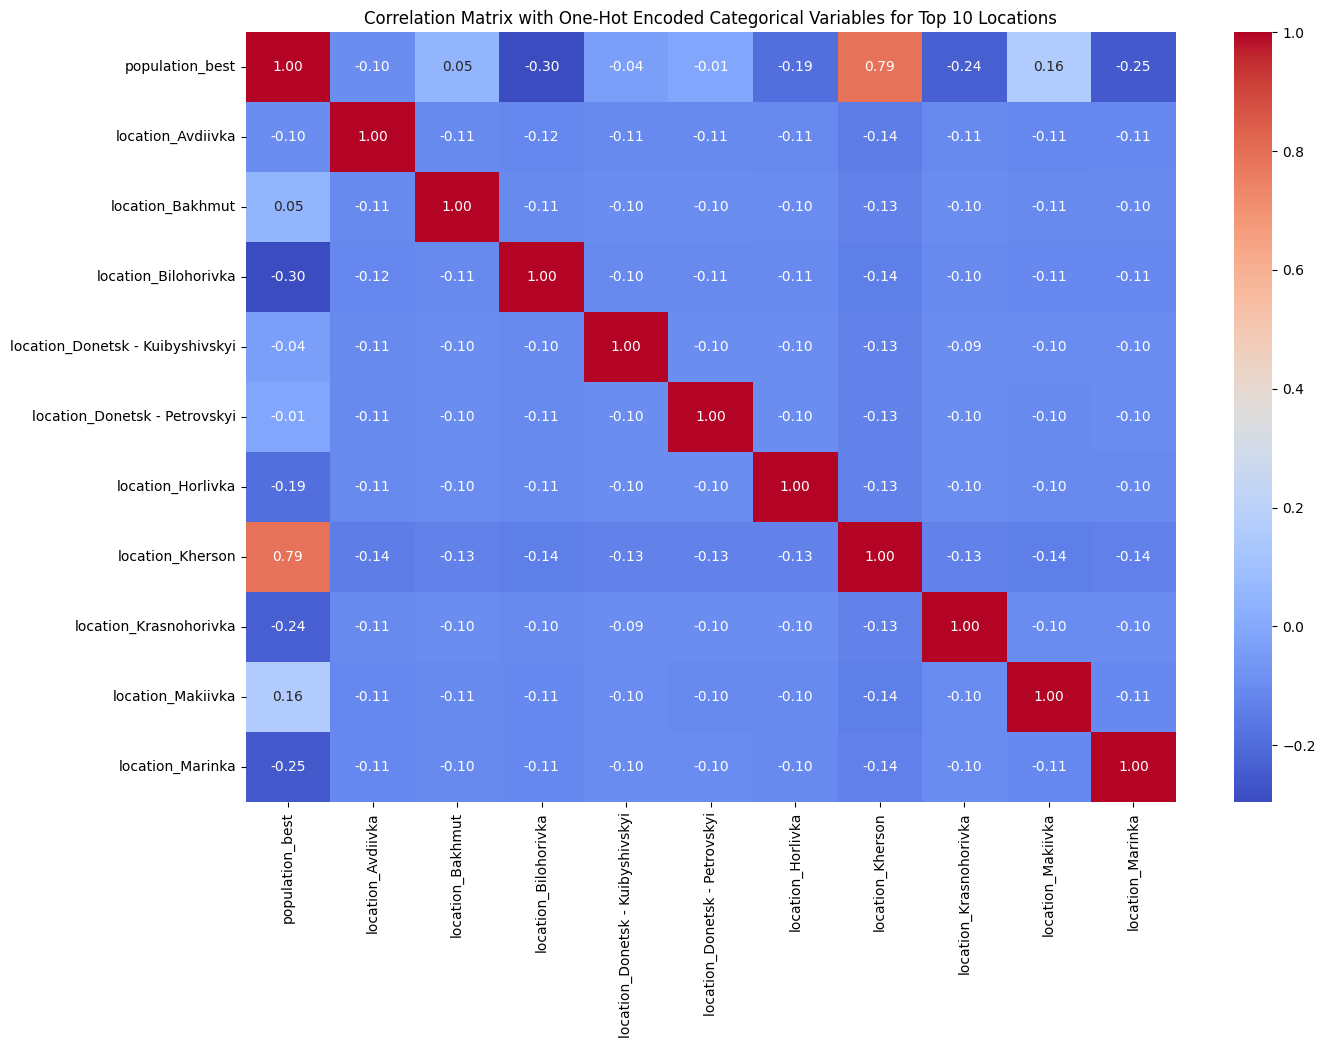 Correlation Matrix with One-Hot Encoded Categorical Variables for Top 10 Locations
population_best 1.00 -0.10 0.05 -0.30 -0.04 -0.01 -0.19 0.79 -0.24 0.16 -0.25
location_Avdiivka -0.10 1.00 -0.11 -0.12 -0.11 -0.11 -0.11 -0.14 -0.11 -0.11 -0.11
location_Bakhmut 0.05 -0.11 1.00 -0.11 -0.10 -0.10 -0.10 -0.13 -0.10 -0.11 -0.10
location_Bilohorivka -0.30 -0.12 -0.11 1.00 -0.10 -0.11 -0.11 -0.14 -0.10 -0.11 -0.11
location_Donetsk - Kuibyshivskyi -0.04 -0.11 -0.10 -0.10 1.00 -0.10 -0.10 -0.13 -0.09 -0.10 -0.10
location_Donetsk - Petrovskyi -0.01 -0.11 -0.10 -0.11 -0.10 1.00 -0.10 -0.13 -0.10 -0.10 -0.10
location_Horlivka -0.19 -0.11 -0.10 -0.11 -0.10 -0.10 1.00 -0.13 -0.10 -0.10 -0.10
location_Kherson 0.79 -0.14 -0.13 -0.14 -0.13 -0.13 -0.13 1.00 -0.13 -0.14 -0.14
location_Krasnohorivka -0.24 -0.11 -0.10 -0.10 -0.09 -0.10 -0.10 -0.13 1.00 -0.10 -0.10
location_Makiivka 0.16 -0.11 -0.11 -0.11 -0.10 -0.10 -0.10 -0.14 -0.10 1.00 -0.11
location_Marinka -0.25 -0.11 -0.10 -0.11 -0.10 -0.10 -0.10 -0.14 -0.10 -0.11 1.00
population_best
location_Avdiivka
location_Bakhmut
location_Bilohorivka
location_Donetsk - Kuibyshivskyi
location_Donetsk - Petrovskyi
location_Horlivka
location_Kherson
location_Krasnohorivka
location_Makiivka
location_Marinka
1.0
0.8
0.6
0.4
0.2
0.0
−0.2